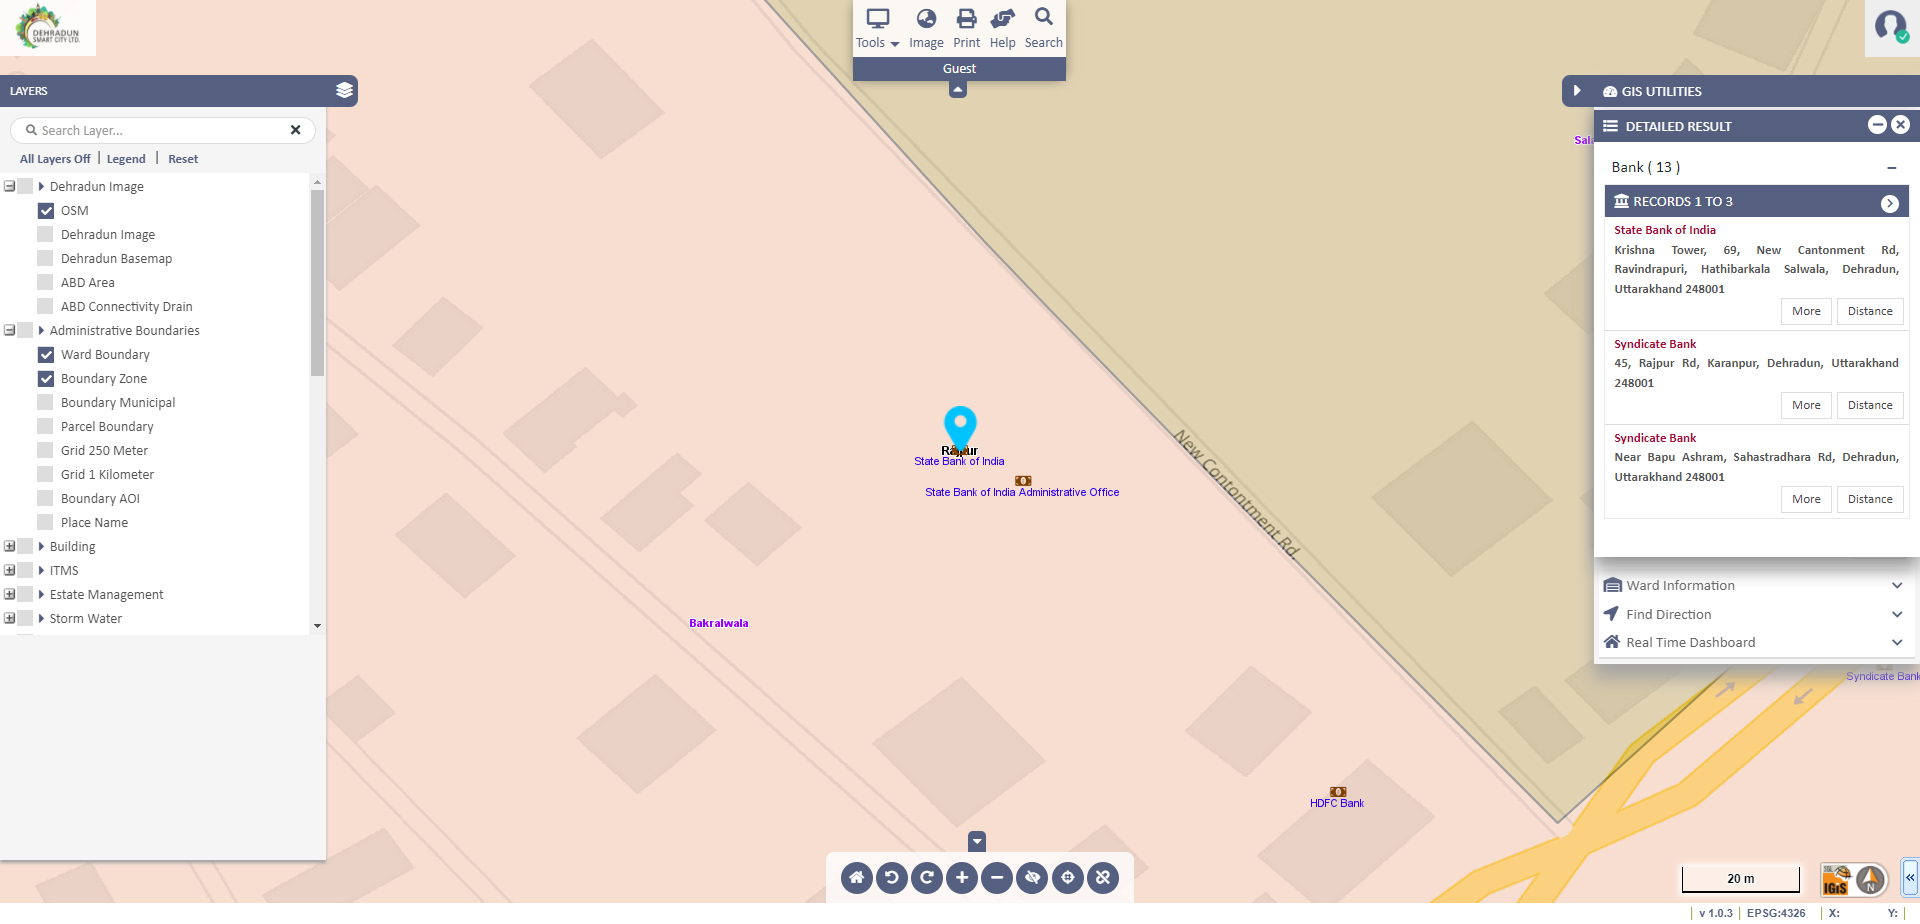 DEHRADUN
SMART CITY LTD.
Tools
Image
Print
Help
Search
Guest
LAYERS
Search Layer...
All Layers Off
Legend
Reset
Dehradun Image
OSM
Dehradun Image
Dehradun Basemap
ABD Area
ABD Connectivity Drain
Administrative Boundaries
Ward Boundary
Boundary Zone
Boundary Municipal
Parcel Boundary
Grid 250 Meter
Grid 1 Kilometer
Boundary AOI
Place Name
Building
ITMS
Estate Management
Storm Water
Rajpur
State Bank of India
State Bank of India Administrative Office
New Contontment Rd.
Bakralwala
HDFC Bank
Syndicate Bank
GIS UTILITIES
DETAILED RESULT
Bank ( 13 )
RECORDS 1 TO 3
State Bank of India
Krishna Tower, 69, New Cantonment Rd,
Ravindrapuri, Hathibarkala Salwala, Dehradun,
Uttarakhand 248001
More
Distance
Syndicate Bank
45, Rajpur Rd, Karanpur, Dehradun, Uttarakhand
248001
More
Distance
Syndicate Bank
Near Bapu Ashram, Sahastradhara Rd, Dehradun,
Uttarakhand 248001
More
Distance
Ward Information
Find Direction
Real Time Dashboard
20 m
IGiS
N
v 1.0.3
EPSG:4326
X:
Y: